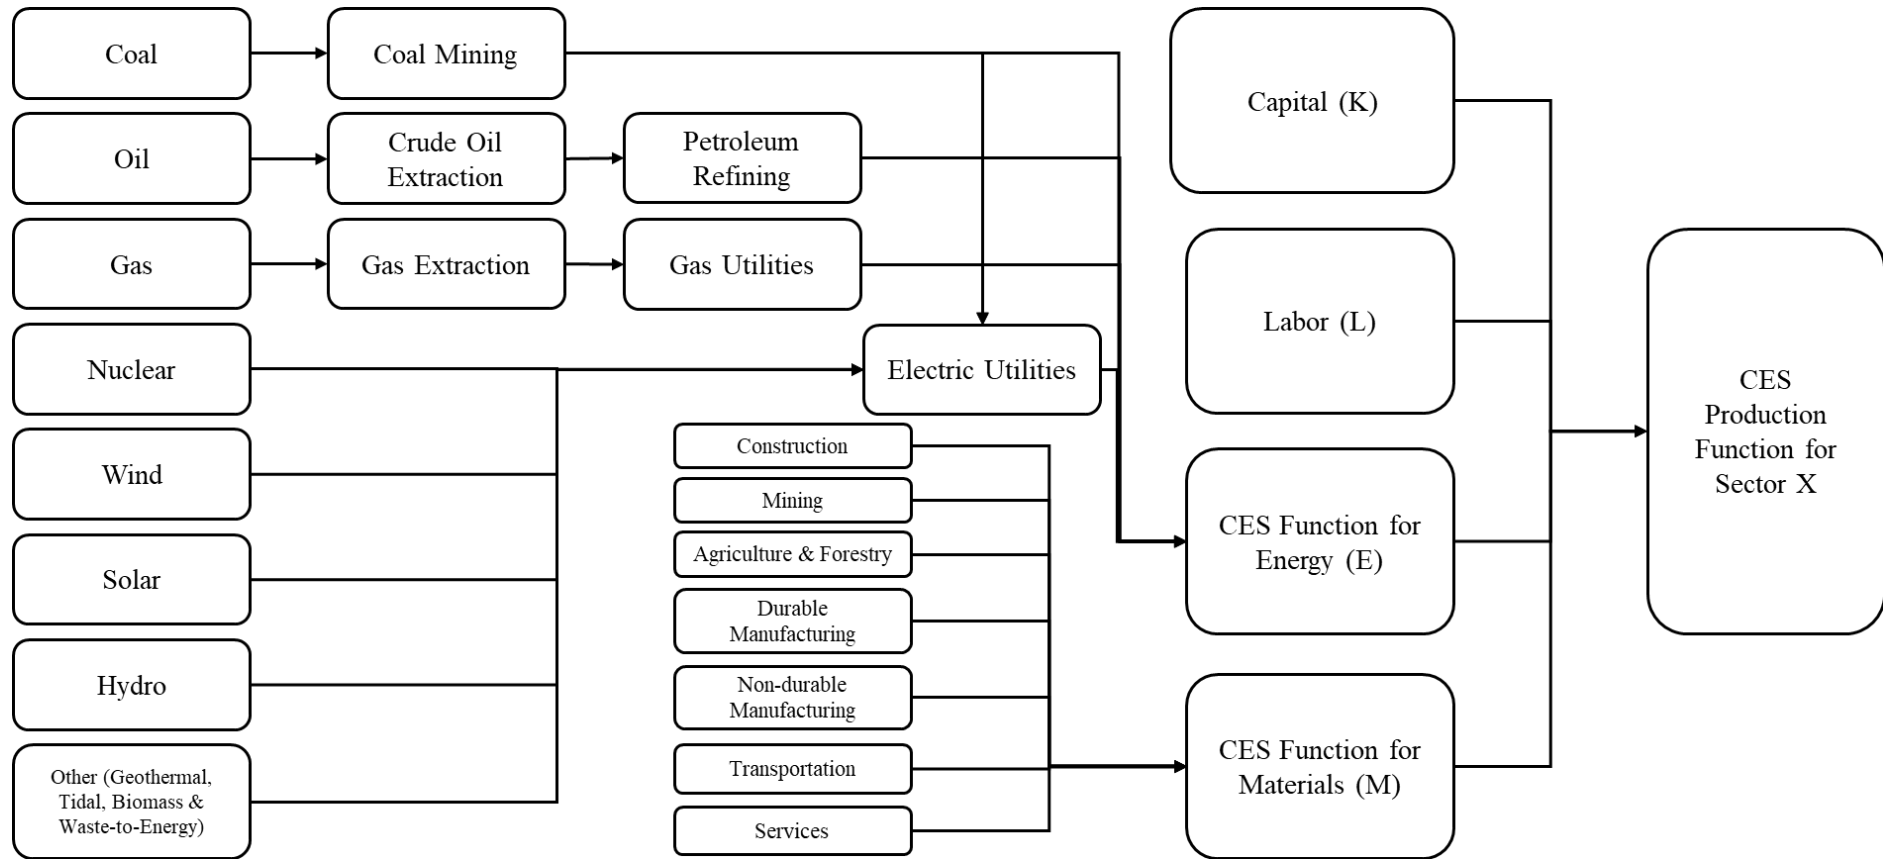 Coal
Coal Mining
Capital (K)
Oil
Crude Oil
Extraction
Petroleum
Refining
Gas
Gas Extraction
Gas Utilities
Labor (L)
Nuclear
Electric Utilities
CES
Production
Function for
Sector X
Wind
Construction
Mining
Agriculture & Forestry
CES Function for
Energy (E)
Solar
Durable
Manufacturing
Hydro
Non-durable
Manufacturing
CES Function for
Materials (M)
Other (Geothermal,
Tidal, Biomass &
Waste-to-Energy)
Transportation
Services